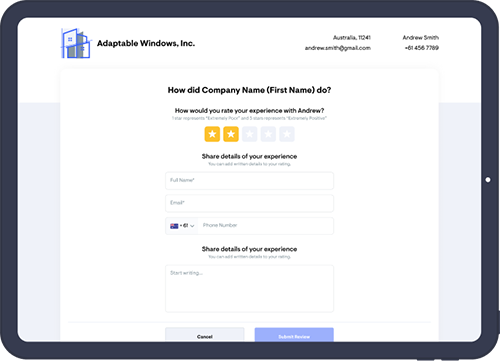 Adaptable Windows, Inc.
Australia, 11241
andrew.smith@gmail.com
Andrew Smith
+61 456 7789
How did Company Name (First Name) do?
How would you rate your experience with Andrew?
1 star represents "Extremely Poor" and 5 stars represents "Extremely Positive"
Share details of your experience
You can add written details to your rating.
Full Name*
Email*
+61
Phone Number
Share details of your experience
You can add written details to your rating.
Start writing...
Cancel
Submit Review